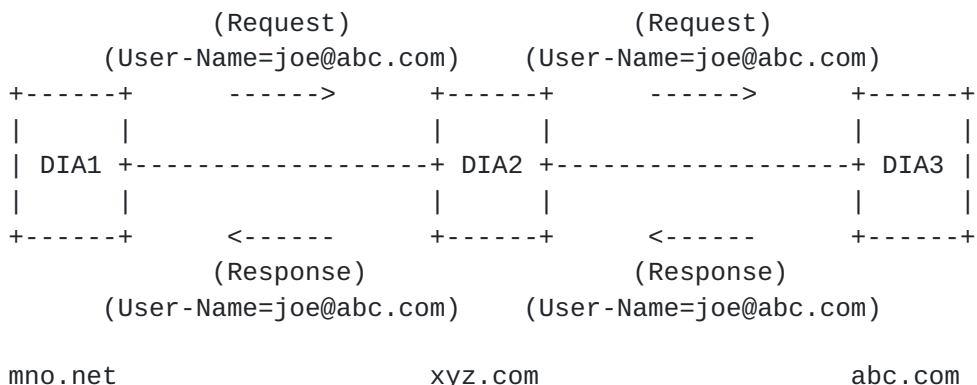 (Request) (Request)
(User-Name=joe@abc.com) (User-Name=joe@abc.com)
+------+ ------> +------+ ------> +------+
| | | | | |
| DIA1 +-------------------+ DIA2 +-------------------+ DIA3 |
| | | | | |
+------+ <------ +------+ <------ +------+
(Response) (Response)
(User-Name=joe@abc.com) (User-Name=joe@abc.com)
mno.net xyz.com abc.com